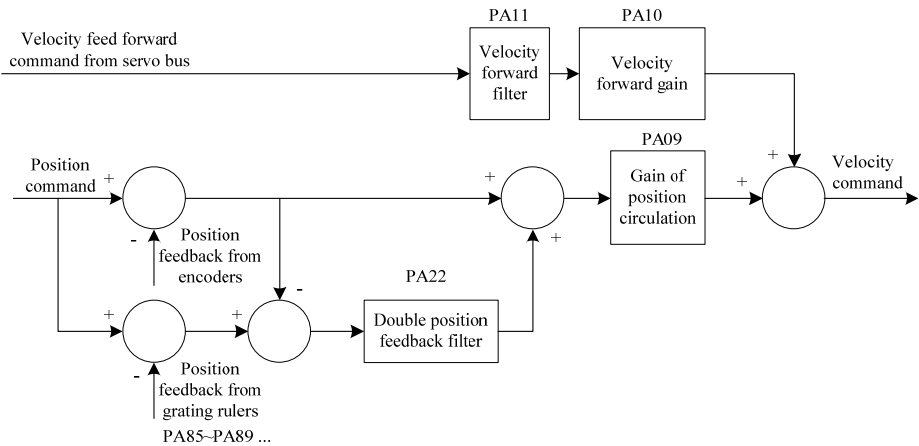 PA11
PA10
Velocity feed forward
command from servo bus
Velocity
forward
filter
Velocity
forward gain
PA09
Position
command
+
+
+
+
Velocity
command
Gain of
position
circulation
-
Position
feedback from
encoders
+
-
PA22
+
+
Double position
feedback filter
-
Position
feedback from
grating rulers
PA85~PA89 ...